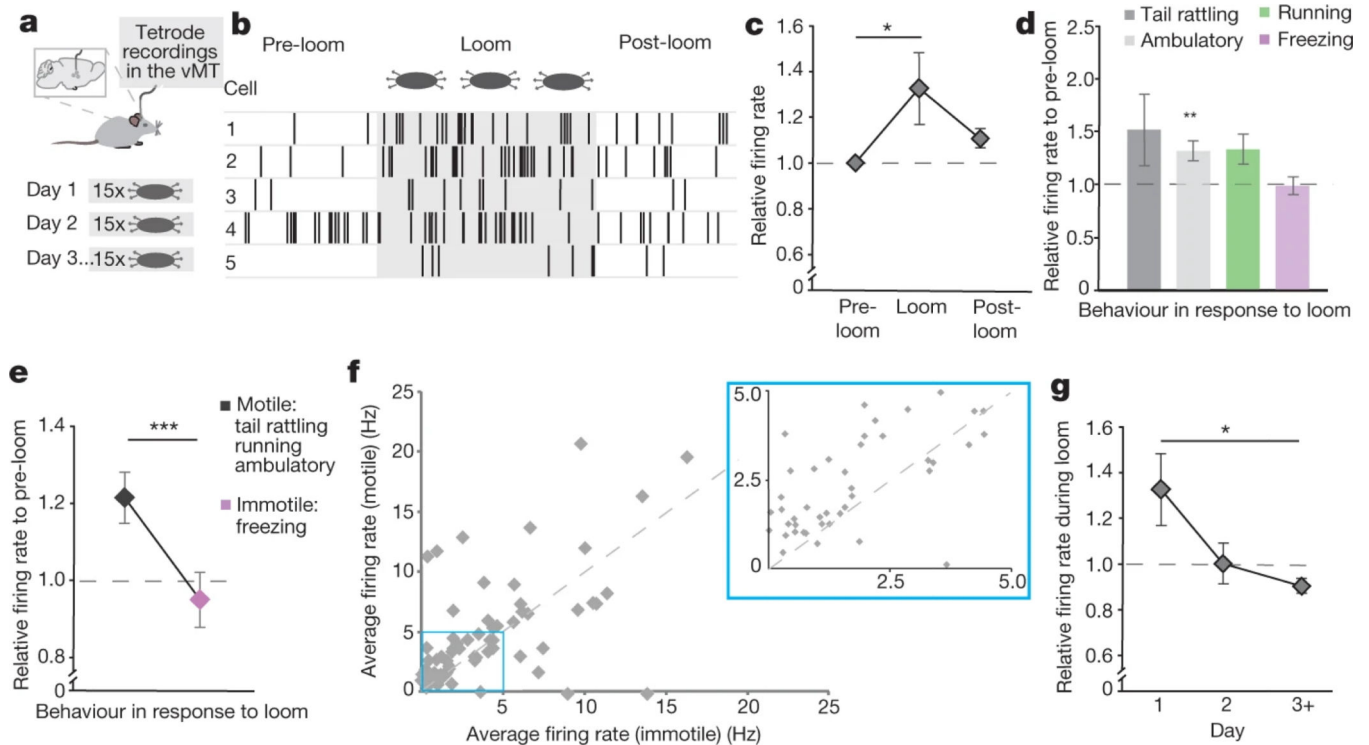 a
Tetrode
recordings
in the vMT
Day 1 15x
Day 2 15x
Day 3...15x
b
Pre-loom Loom Post-loom
Cell
1
2
3
4
5
c
*
Relative firing rate
1.6
1.4
1.2
1.0
0.8
0.6
0
Pre-
loom
Loom
Post-
loom
d
Tail rattling Running
Ambulatory Freezing
Relative firing rate to pre-loom
2.5
2.0
1.5
1.0
0.5
0
**
Behaviour in response to loom
e
Relative firing rate to pre-loom
1.4
1.2
1.0
0.8
0
***
Motile:
tail rattling
running
ambulatory
Immotile:
freezing
Behaviour in response to loom
f
Average firing rate (motile) (Hz)
25
20
15
10
5
0
5 10 15 20 25
Average firing rate (immotile) (Hz)
5.0
2.5
0
2.5 5.0
g
Relative firing rate during loom
1.6
1.4
1.2
1.0
0.8
0.6
0
*
1 2 3+
Day